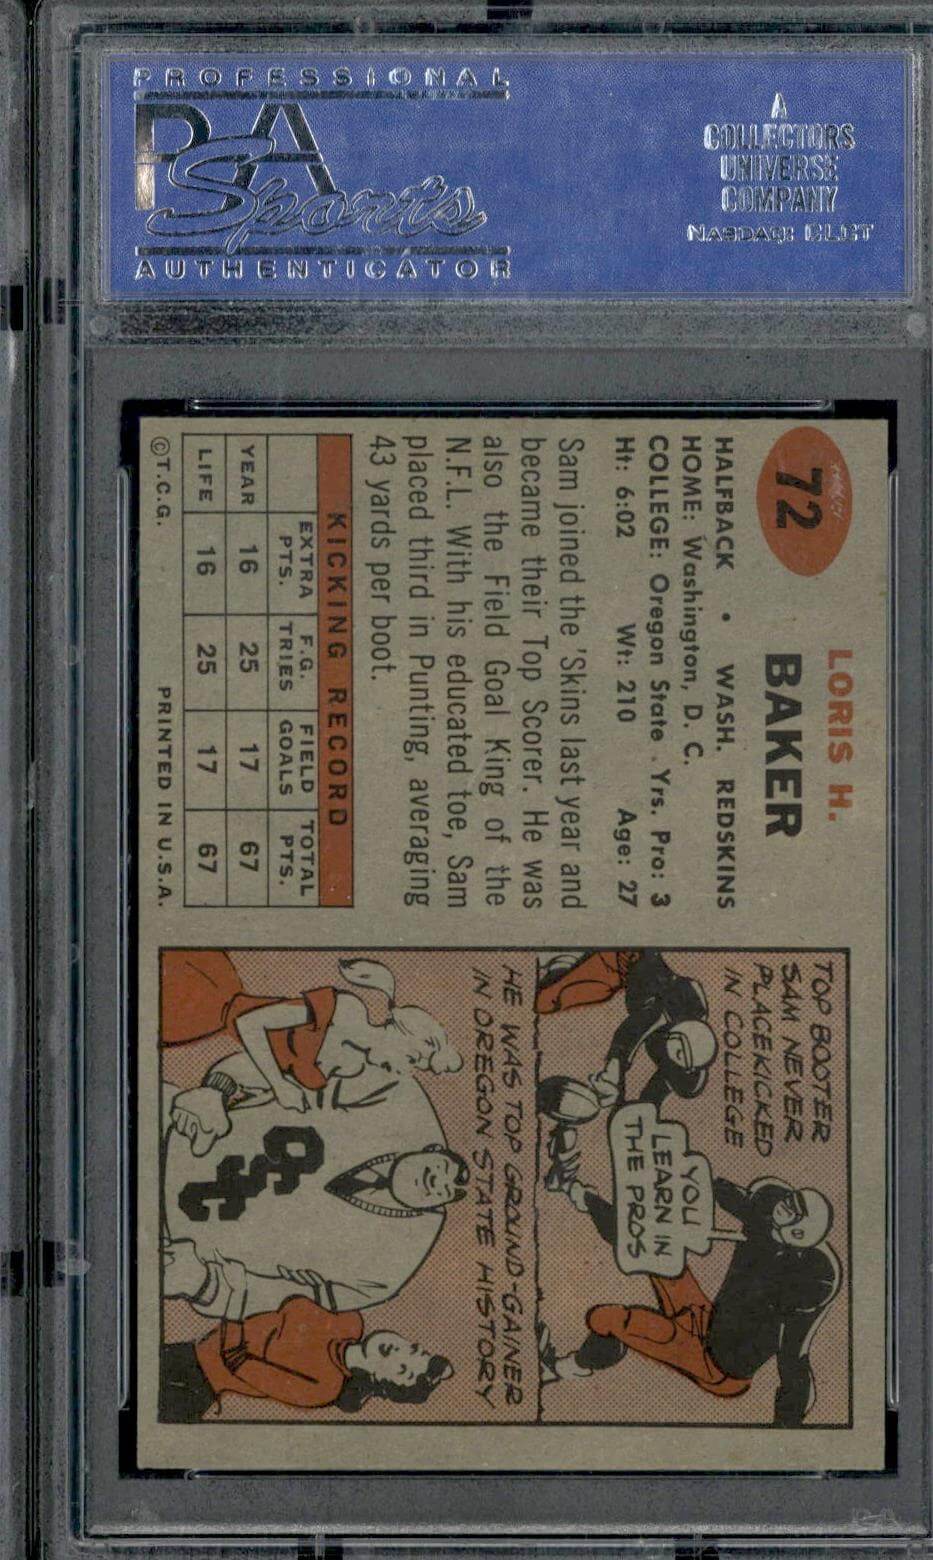 PROFESSIONAL
PSA
Sports
AUTHENTICATOR
A
COLLECTORS
UNIVERSE
COMPANY
NASDAQ: CLCT
72
LORIS H.
BAKER
HALFBACK • WASH. REDSKINS
HOME: Washington, D. C.
COLLEGE: Oregon State Yrs. Pro: 3
Ht: 6:02 Wt: 210 Age: 27
Sam joined the 'Skins last year and
became their Top Scorer. He was
also the Field Goal King of the
N.F.L. With his educated toe, Sam
placed third in Punting, averaging
43 yards per boot.
KICKING RECORD
EXTRA PTS. F.G. TRIES FIELD GOALS TOTAL PTS.
YEAR 16 25 17 67
LIFE 16 25 17 67
©T.C.G. PRINTED IN U.S.A.
TOP BOOTER
SAM NEVER
PLACEKICKED
IN COLLEGE
YOU
LEARN IN
THE PROS
HE WAS TOP GROUND-GAINER
IN OREGON STATE HISTORY